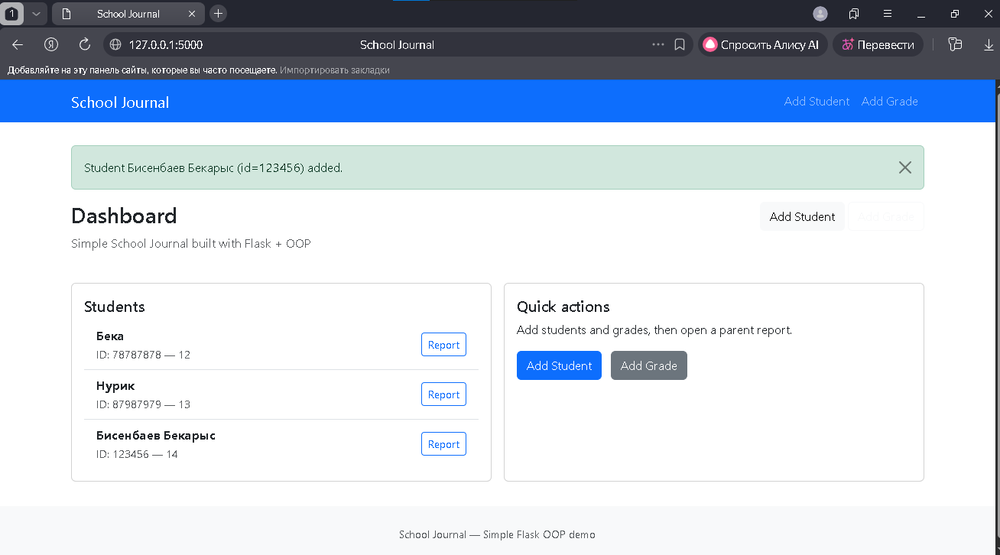 1
School Journal
127.0.0.1:5000
School Journal
Спросить Алису AI
Перевести
Добавляйте на эту панель сайты, которые вы часто посещаете. Импортировать закладки
School Journal
Add Student
Add Grade
Student Бисенбаев Бекарыс (id=123456) added.
Dashboard
Add Student
Add Grade
Simple School Journal built with Flask + OOP
Students
Бека
ID: 78787878 — 12
Report
Нурик
ID: 87987979 — 13
Report
Бисенбаев Бекарыс
ID: 123456 — 14
Report
Quick actions
Add students and grades, then open a parent report.
Add Student
Add Grade
School Journal — Simple Flask OOP demo